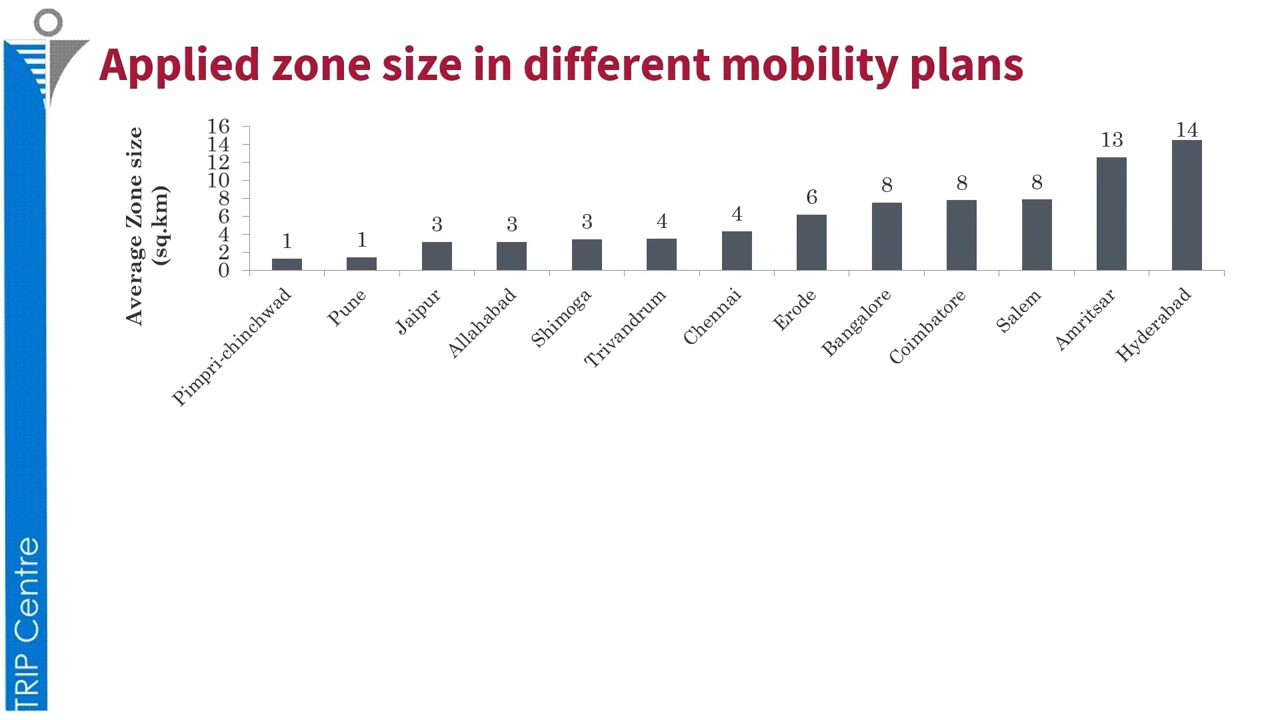 Applied zone size in different mobility plans
Average Zone size
(sq.km)
16
14
12
10
8
6
4
2
0
1
1
3
3
3
4
4
6
8
8
8
13
14
Pimpri-chinchwad
Pune
Jaipur
Allahabad
Shimoga
Trivandrum
Chennai
Erode
Bangalore
Coimbatore
Salem
Amritsar
Hyderabad
TRIP Centre